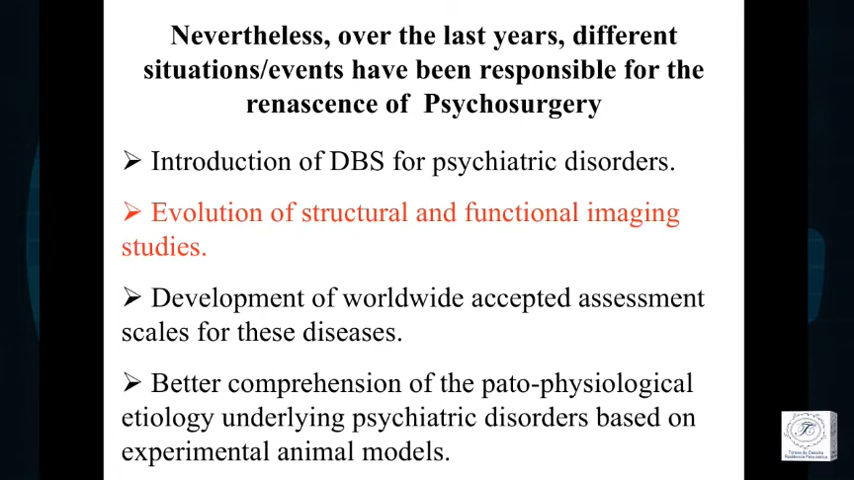 Nevertheless, over the last years, different
situations/events have been responsible for the
renascence of Psychosurgery
➢ Introduction of DBS for psychiatric disorders.
➢ Evolution of structural and functional imaging
studies.
➢ Development of worldwide accepted assessment
scales for these diseases.
➢ Better comprehension of the pato-physiological
etiology underlying psychiatric disorders based on
experimental animal models.